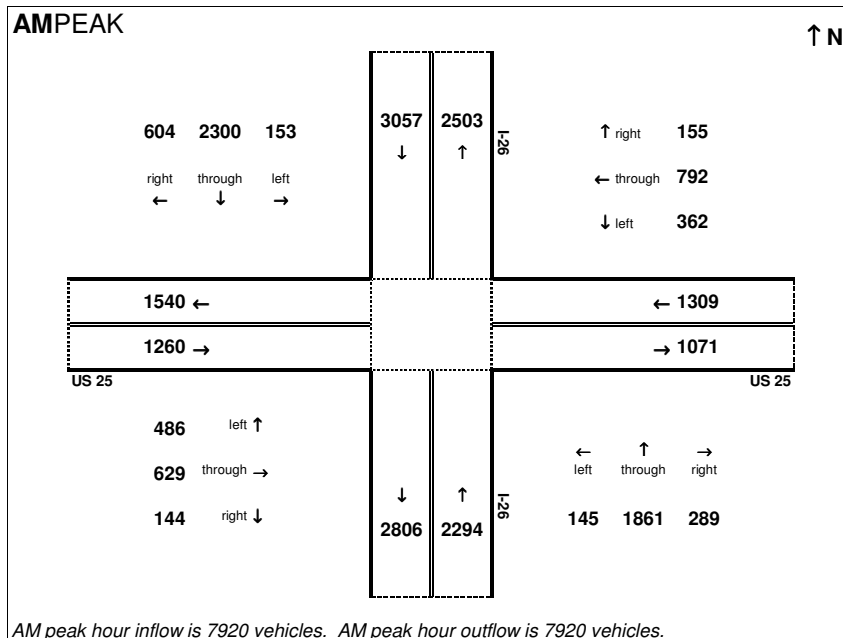 AMPEAK
↑ N
604 2300 153
right through left
← ↓ →
3057 2503
↓ ↑
I-26
↑ right 155
← through 792
↓ left 362
1540 ←
← 1309
1260 →
→ 1071
US 25
US 25
486 left ↑
629 through →
144 right ↓
↓ ↑
2806 2294
I-26
← ↑ →
left through right
145 1861 289
AM peak hour inflow is 7920 vehicles. AM peak hour outflow is 7920 vehicles.